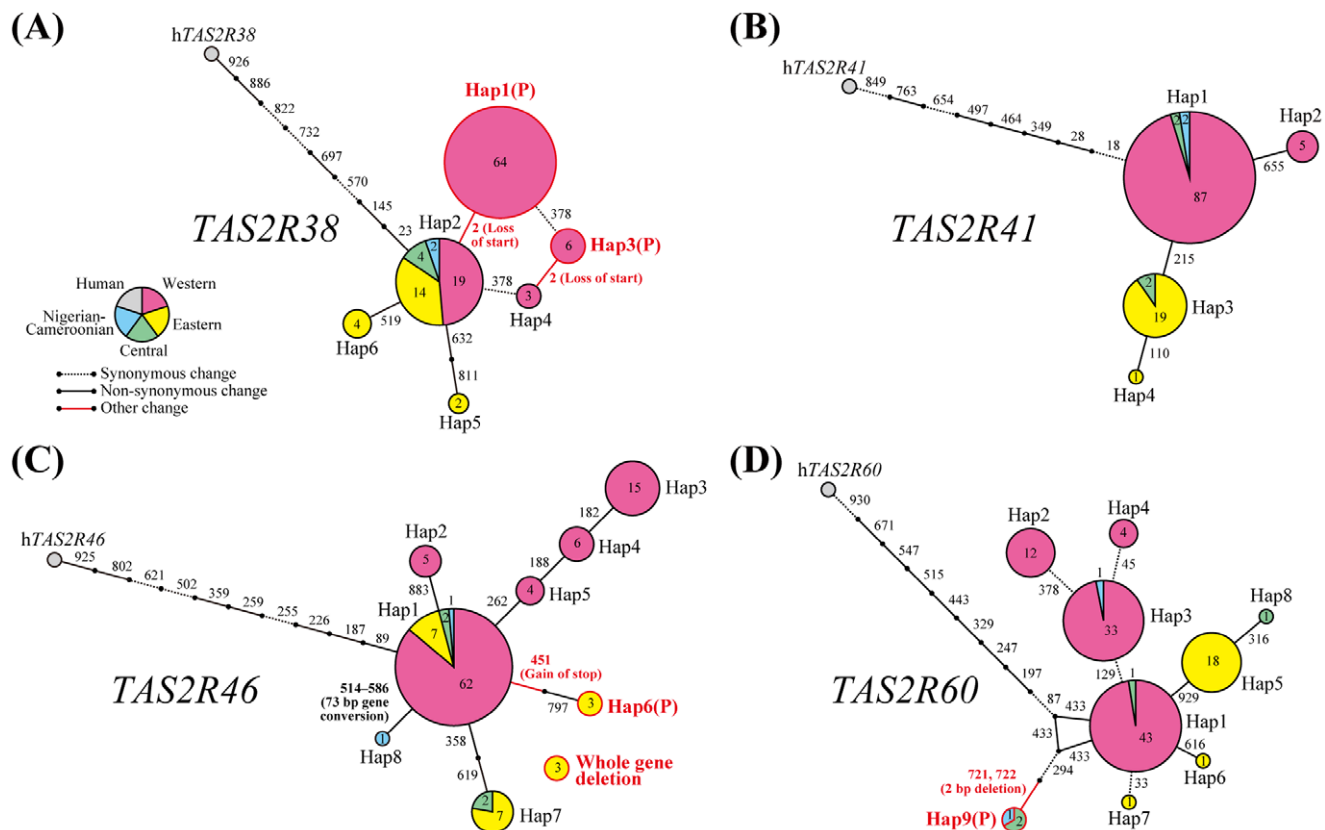 (A)
hTAS2R38
926
886
822
732
697
570
145
23
TAS2R38
Hap1(P)
64
378
2 (Loss
of start)
6
Hap3(P)
2 (Loss of start)
Hap2
2
4
19
14
378
3
Hap4
4
519
Hap6
632
811
2
Hap5
Human
Western
Nigerian-
Cameroonian
Eastern
Central
Synonymous change
Non-synonymous change
Other change
(B)
hTAS2R41
849
763
654
497
464
349
28
18
TAS2R41
Hap1
2
2
87
Hap2
5
655
215
2
19
Hap3
110
1
Hap4
(C)
hTAS2R46
925
802
621
502
359
259
255
226
187
89
TAS2R46
15
Hap3
182
6
Hap4
188
4
Hap5
262
Hap2
5
883
1
Hap1
2
7
62
451
(Gain of stop)
797
3
Hap6(P)
514–586
(73 bp gene
conversion)
1
Hap8
358
619
2
7
Hap7
3
Whole gene
deletion
(D)
hTAS2R60
930
671
547
515
443
329
247
197
87
TAS2R60
Hap2
12
378
Hap4
4
45
1
Hap3
33
129
Hap8
1
316
18
Hap5
929
1
Hap1
43
433
433
433
294
616
1
Hap6
33
1
Hap7
721, 722
(2 bp deletion)
Hap9(P)
1
2